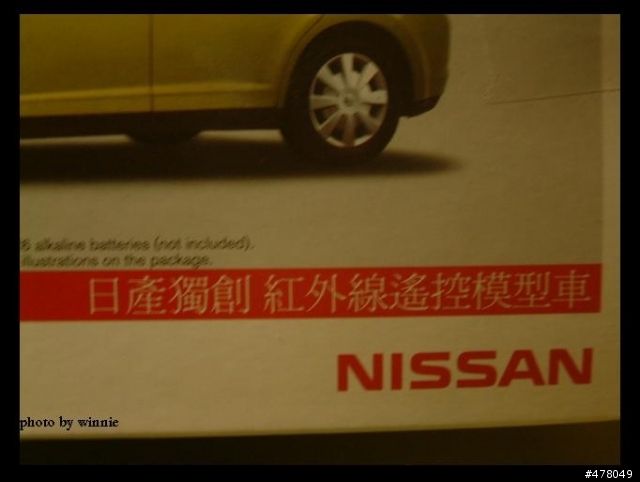 6 alkaline batteries (not included).
illustrations on the package.
日產獨創 紅外線遙控模型車
NISSAN
photo by winnie
#478049